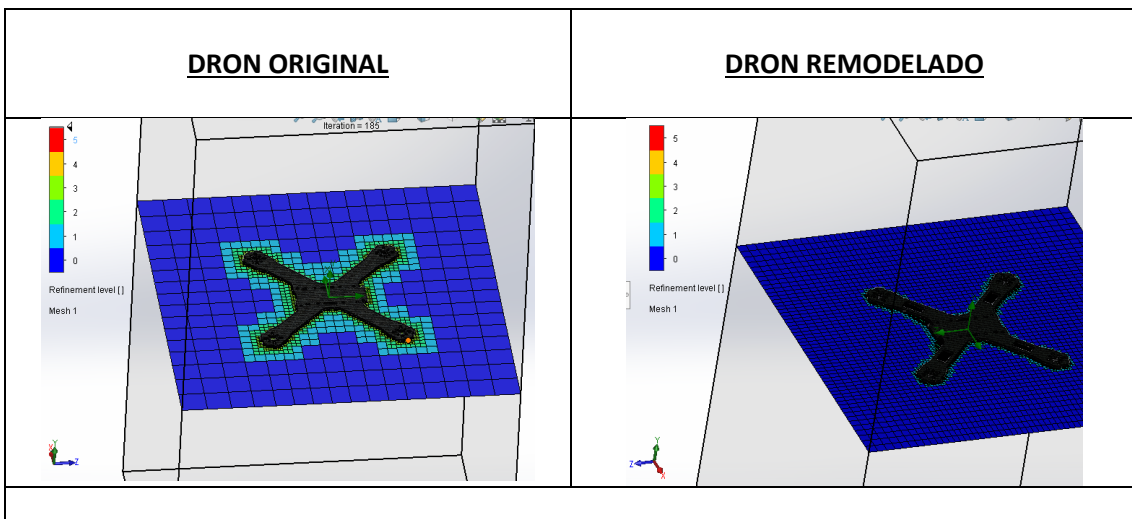 DRON ORIGINAL
DRON REMODELADO
Iteration = 185
5
4
3
2
1
0
Refinement level [ ]
Mesh 1
Y
X
Z
5
4
3
2
1
0
Refinement level [ ]
Mesh 1
Y
Z
X